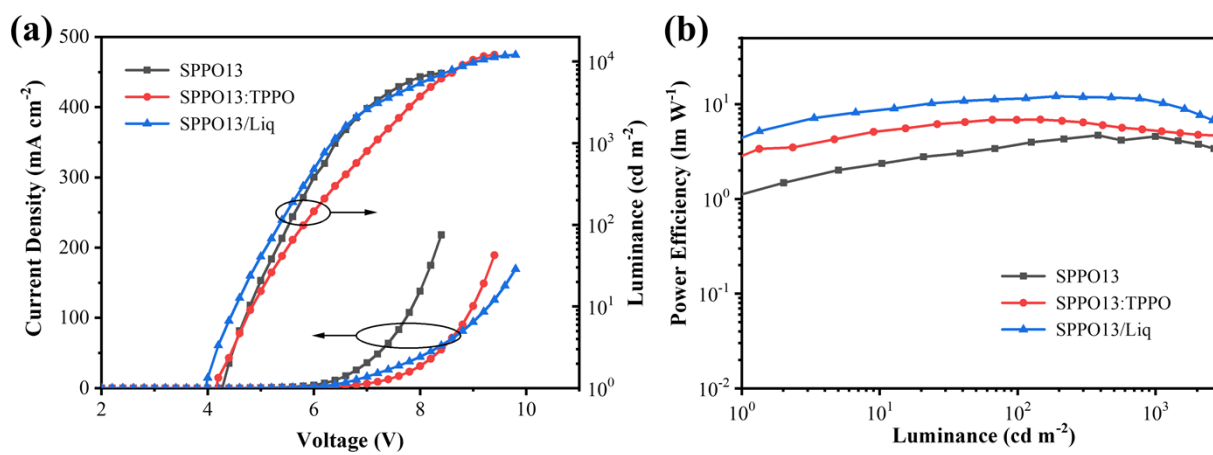 (a)
500
400
300
200
100
0
Current Density (mA cm⁻²)
SPPO13
SPPO13:TPPO
SPPO13/Liq
10⁴
10³
10²
10¹
10⁰
Luminance (cd m⁻²)
2 4 6 8 10
Voltage (V)
(b)
10²
10¹
10⁰
10⁻¹
10⁻²
Power Efficiency (lm W⁻¹)
SPPO13
SPPO13:TPPO
SPPO13/Liq
10⁰ 10¹ 10² 10³
Luminance (cd m⁻²)